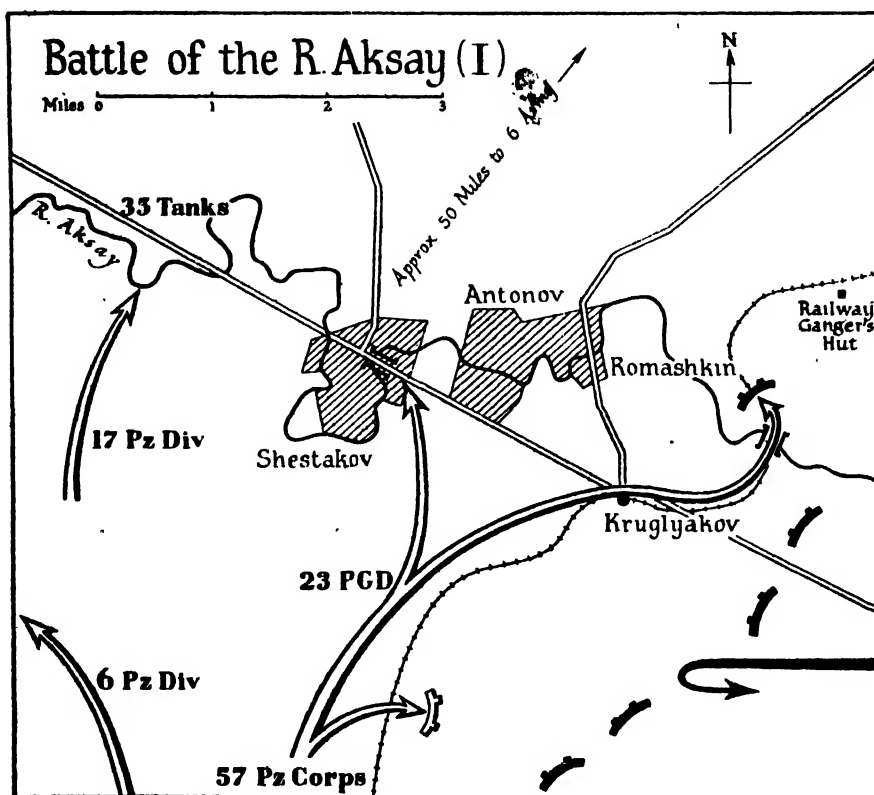 Battle of the R. Aksay (I)
N
Miles 0 1 2 3
Approx 50 Miles to 6 Army
33 Tanks
R. Aksay
Antonov
Railway
Ganger's
Hut
Romashkin
17 Pz Div
Shestakov
Kruglyakov
23 PGD
6 Pz Div
57 Pz Corps